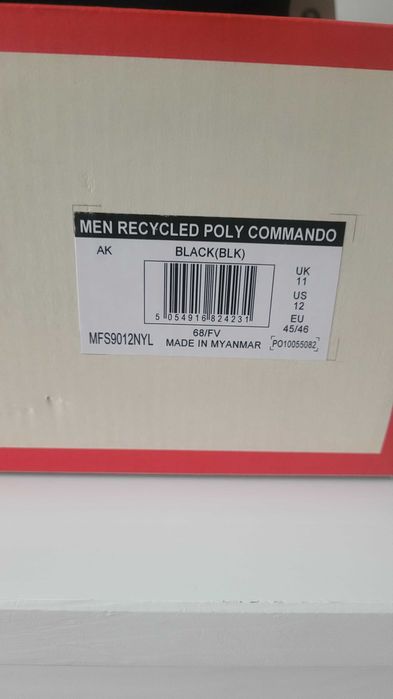 MEN RECYCLED POLY COMMANDO
AK
BLACK(BLK)
UK
11
US
12
EU
45/46
5 054916 824231
68/FV
MFS9012NYL
MADE IN MYANMAR
PO10055082